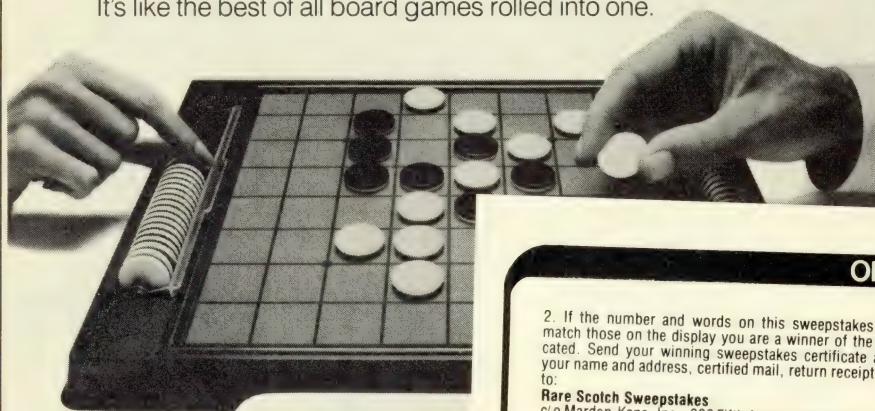 It's like the best of all board games rolled into one.
2. If the number and words on this sweepstakes
match those on the display you are a winner of the
cated. Send your winning sweepstakes certificate
your name and address, certified mail, return receipt
to:
Rare Scotch Sweepstakes